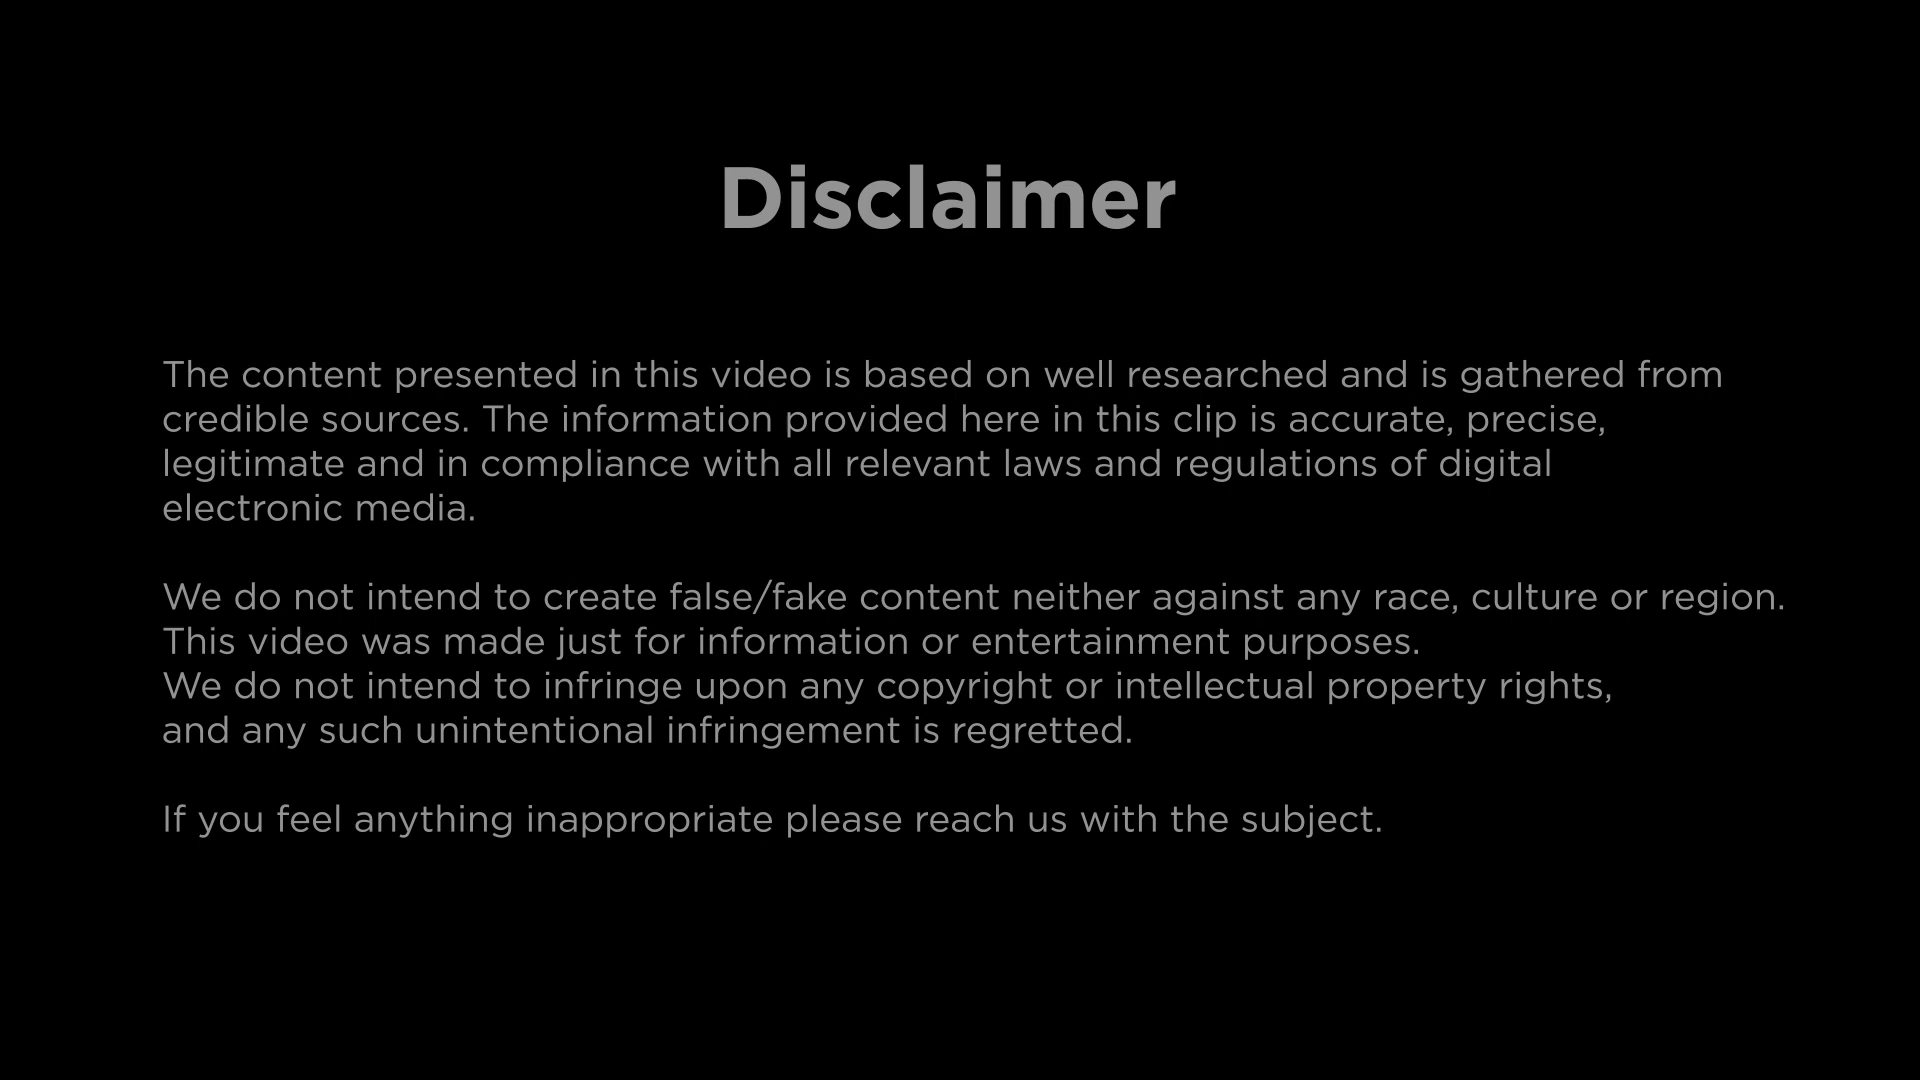 Disclaimer
The content presented in this video is based on well researched and is gathered from
credible sources. The information provided here in this clip is accurate, precise,
legitimate and in compliance with all relevant laws and regulations of digital
electronic media.
We do not intend to create false/fake content neither against any race, culture or region.
This video was made just for information or entertainment purposes.
We do not intend to infringe upon any copyright or intellectual property rights,
and any such unintentional infringement is regretted.
If you feel anything inappropriate please reach us with the subject.